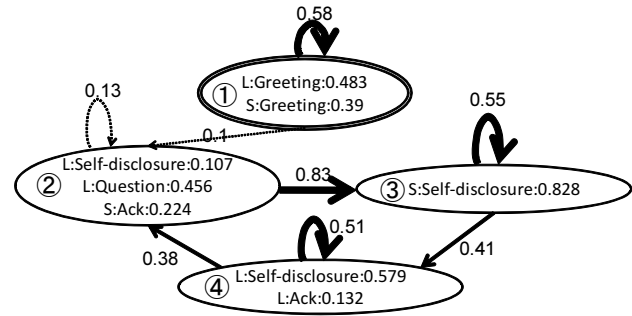 0.58
① L:Greeting:0.483
S:Greeting:0.39
0.13
0.1
0.55
② L:Self-disclosure:0.107
L:Question:0.456
S:Ack:0.224
0.83
③ S:Self-disclosure:0.828
0.51
0.38
0.41
④ L:Self-disclosure:0.579
L:Ack:0.132